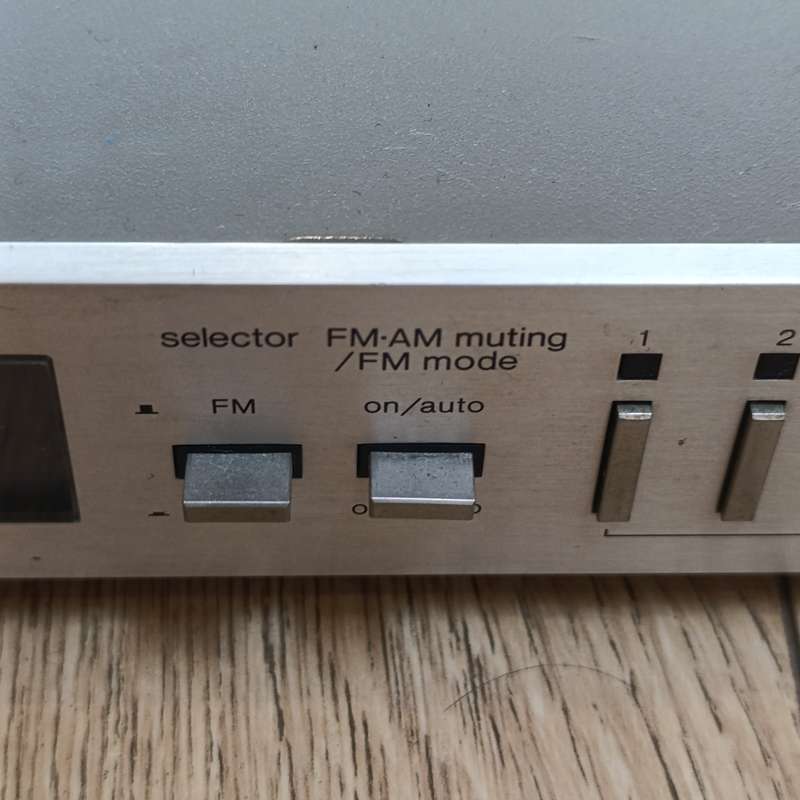 selector
FM·AM muting
/FM mode
1
2
FM
on/auto